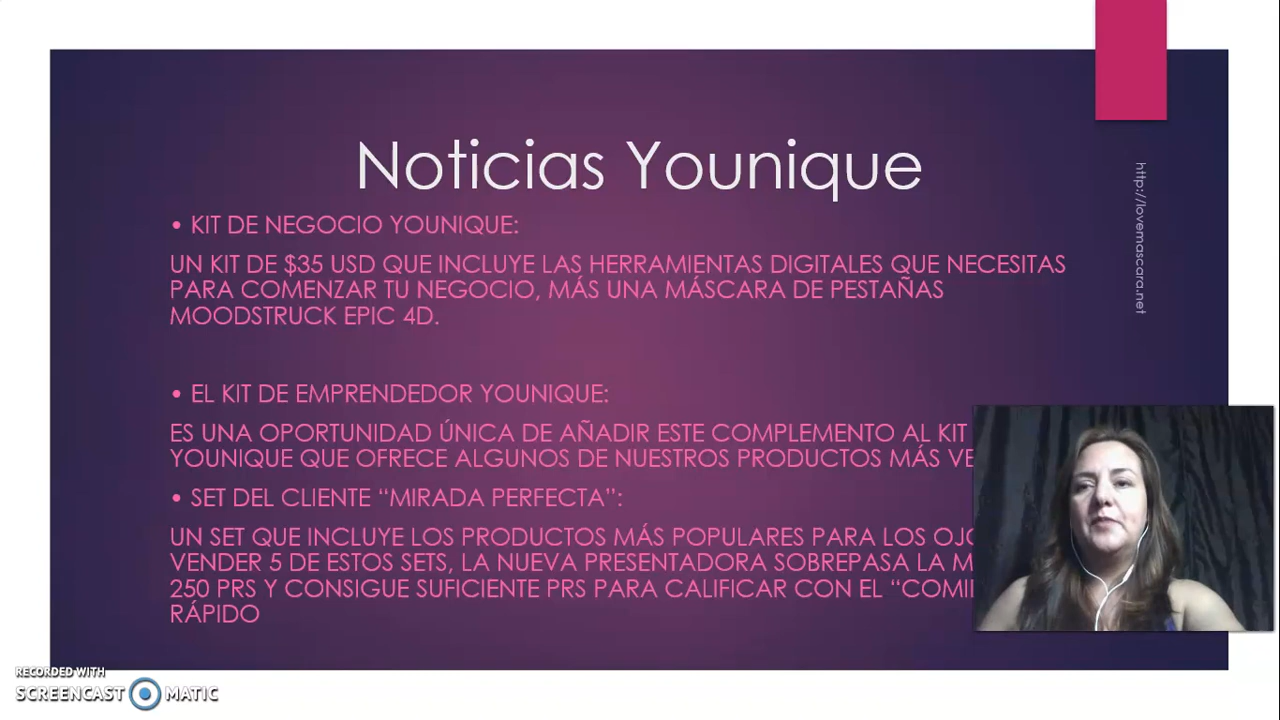 Noticias Younique
• KIT DE NEGOCIO YOUNIQUE:
UN KIT DE $35 USD QUE INCLUYE LAS HERRAMIENTAS DIGITALES QUE NECESITAS
PARA COMENZAR TU NEGOCIO, MÁS UNA MÁSCARA DE PESTAÑAS
MOODSTRUCK EPIC 4D.
• EL KIT DE EMPRENDEDOR YOUNIQUE:
ES UNA OPORTUNIDAD ÚNICA DE AÑADIR ESTE COMPLEMENTO AL KIT
YOUNIQUE QUE OFRECE ALGUNOS DE NUESTROS PRODUCTOS MÁS
• SET DEL CLIENTE “MIRADA PERFECTA”:
UN SET QUE INCLUYE LOS PRODUCTOS MÁS POPULARES PARA LOS
VENDER 5 DE ESTOS SETS, LA NUEVA PRESENTADORA SOBREPASA LA
250 PRS Y CONSIGUE SUFICIENTE PRS PARA CALIFICAR CON EL
RÁPIDO
http://lovemascara.net
RECORDED WITH
SCREENCAST MATIC